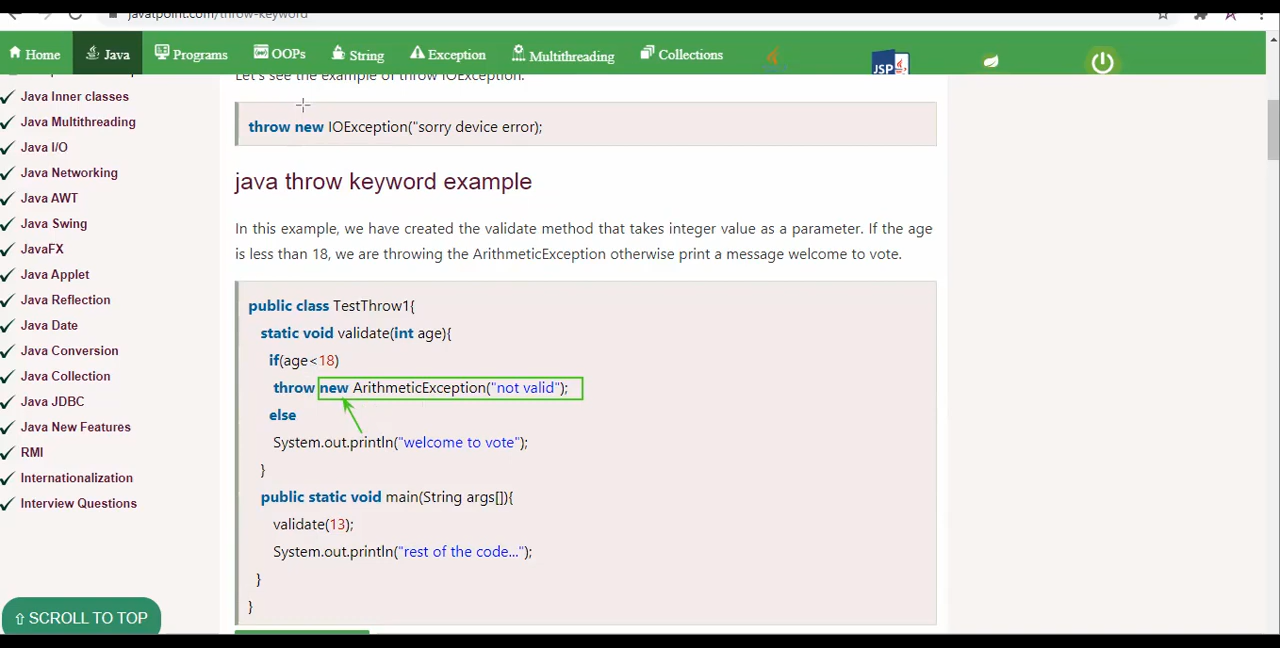 javatpoint.com/throw-keyword
Home Java Programs OOPs String Exception Multithreading Collections JSP
Let's see the example of throw IOException.
throw new IOException("sorry device error);
java throw keyword example
In this example, we have created the validate method that takes integer value as a parameter. If the age
is less than 18, we are throwing the ArithmeticException otherwise print a message welcome to vote.
public class TestThrow1{
static void validate(int age){
if(age<18)
throw new ArithmeticException("not valid");
else
System.out.println("welcome to vote");
}
public static void main(String args[]){
validate(13);
System.out.println("rest of the code...");
}
}
Java Inner classes
Java Multithreading
Java I/O
Java Networking
Java AWT
Java Swing
JavaFX
Java Applet
Java Reflection
Java Date
Java Conversion
Java Collection
Java JDBC
Java New Features
RMI
Internationalization
Interview Questions
⇧ SCROLL TO TOP